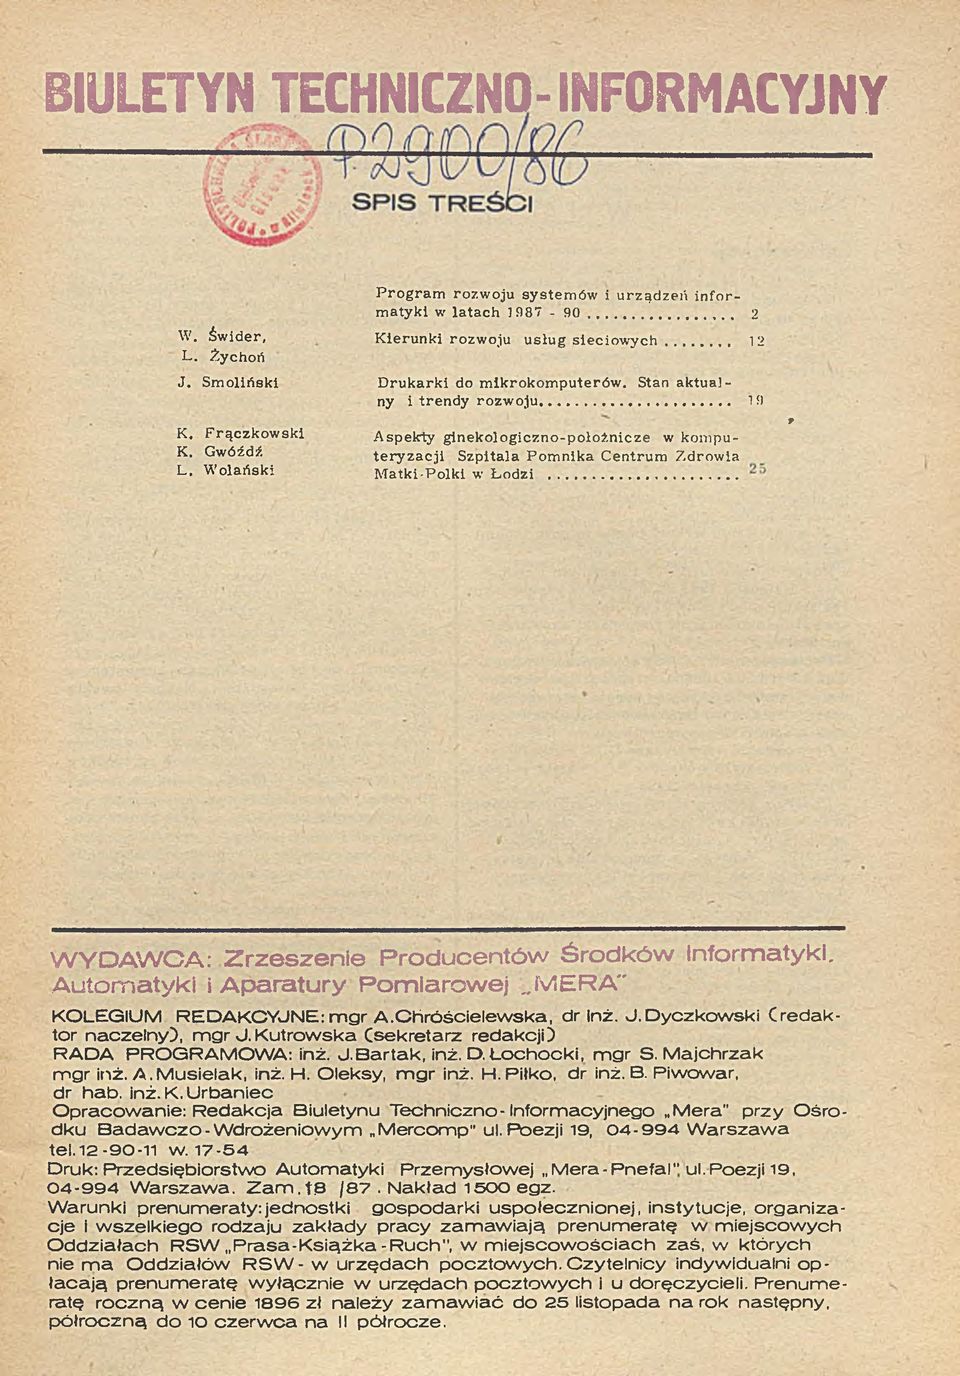 BIULETYN TECHNICZNO-INFORMACYJNY
P.2900/86
SPIS TREŚCI
Program rozwoju systemów i urządzeń infor-
matyki w latach 1987 - 90 ................. 2
W. Świder,
L. Żychoń
Kierunki rozwoju usług sieciowych ........ 12
J. Smoliński
Drukarki do mikrokomputerów. Stan aktual-
ny i trendy rozwoju....................... 19
K. Frączkowski
K. Gwóźdź
L. Wolański
Aspekty ginekologiczno-położnicze w kompu-
teryzacji Szpitala Pomnika Centrum Zdrowia
Matki-Polki w Łodzi ....................... 25
WYDAWCA: Zrzeszenie Producentów Środków Informatyki,
Automatyki i Aparatury Pomiarowej „MERA"
KOLEGIUM REDAKCYJNE: mgr A.Chróścielewska, dr inż. J.Dyczkowski (redak-
tor naczelny), mgr J.Kutrowska (sekretarz redakcji)
RADA PROGRAMOWA: inż. J.Bartak, inż. D.Łochocki, mgr S. Majchrzak
mgr inż. A.Musielak, inż. H. Oleksy, mgr inż. H.Piłko, dr inż. B. Piwowar,
dr hab. inż.K.Urbaniec
Opracowanie: Redakcja Biuletynu Techniczno-Informacyjnego „Mera" przy Ośro-
dku Badawczo-Wdrożeniowym „Mercomp" ul. Poezji 19, 04-994 Warszawa
tel.12-90-11 w. 17-54
Druk: Przedsiębiorstwo Automatyki Przemysłowej „Mera-Pnefal", ul. Poezji 19,
04-994 Warszawa. Zam.18 /87. Nakład 1500 egz.
Warunki prenumeraty: jednostki gospodarki uspołecznionej, instytucje, organiza-
cje i wszelkiego rodzaju zakłady pracy zamawiają prenumeratę w miejscowych
Oddziałach RSW „Prasa-Książka-Ruch", w miejscowościach zaś, w których
nie ma Oddziałów RSW - w urzędach pocztowych. Czytelnicy indywidualni op-
łacają prenumeratę wyłącznie w urzędach pocztowych i u doręczycieli. Prenume-
ratę roczną w cenie 1896 zł należy zamawiać do 25 listopada na rok następny,
półroczną do 10 czerwca na II półrocze.